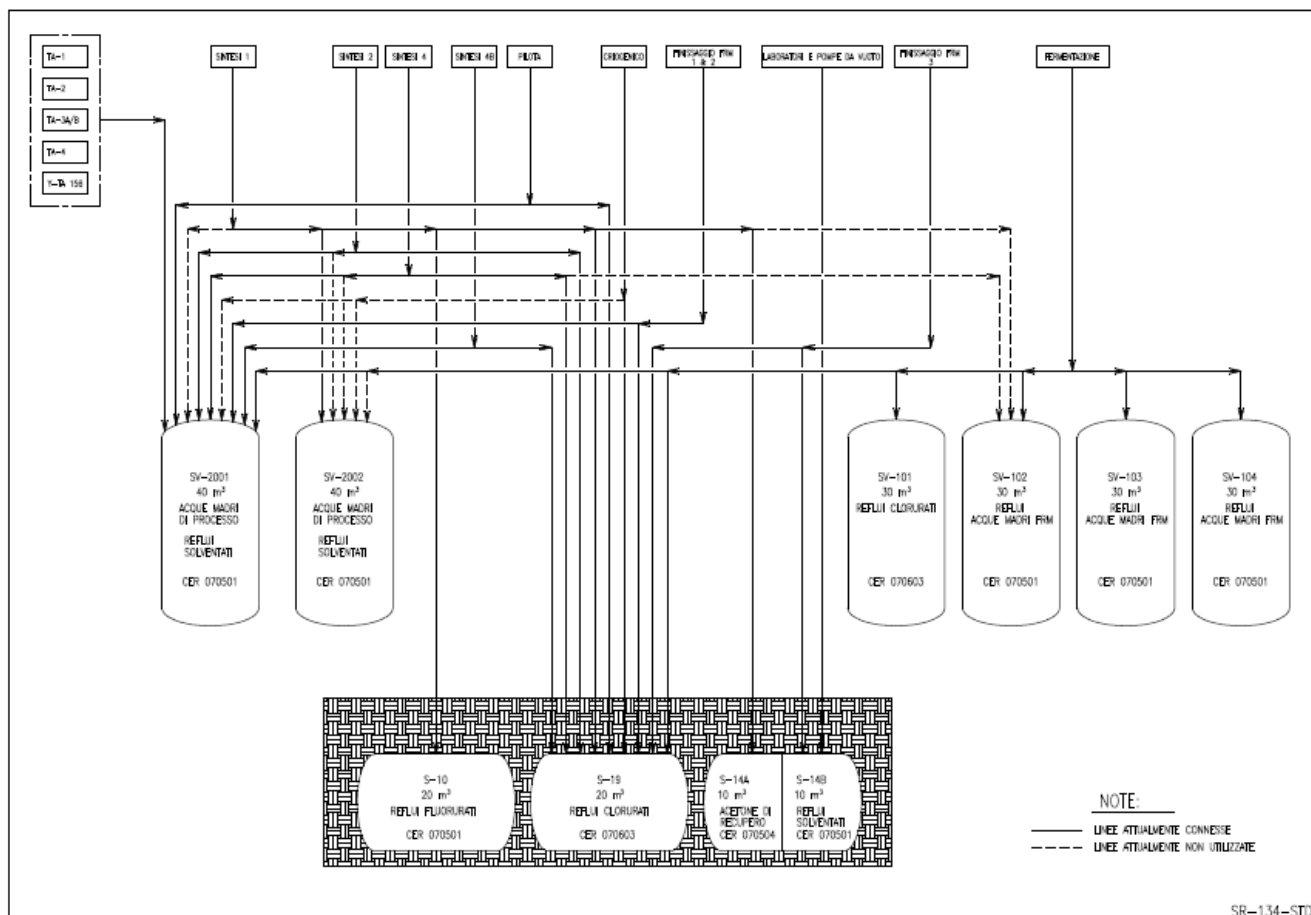 TA-1
TA-2
TA-3A/B
TA-4
Y-TA 15B
SINTESI 1
SINTESI 2
SINTESI 4
SINTESI 4B
PILOTA
CRIOGENICO
FINISSAGGIO FRM
1 & 2
LABORATORI E POMPE DA VUOTO
FINISSAGGIO FRM
3
FERMENTAZIONE
SV-2001
40 m³
ACQUE MADRI
DI PROCESSO
REFLUI
SOLVENTATI
CER 070501
SV-2002
40 m³
ACQUE MADRI
DI PROCESSO
REFLUI
SOLVENTATI
CER 070501
SV-101
30 m³
REFLUI CLORURATI
CER 070603
SV-102
30 m³
REFLUI
ACQUE MADRI FRM
CER 070501
SV-103
30 m³
REFLUI
ACQUE MADRI FRM
CER 070501
SV-104
30 m³
REFLUI
ACQUE MADRI FRM
CER 070501
S-10
20 m³
REFLUI FLUORURATI
CER 070501
S-19
20 m³
REFLUI CLORURATI
CER 070603
S-14A
10 m³
ACETONE DI
RECUPERO
CER 070504
S-14B
10 m³
REFLUI
SOLVENTATI
CER 070501
NOTE:
LINEE ATTUALMENTE CONNESSE
LINEE ATTUALMENTE NON UTILIZZATE
SR-134-STD